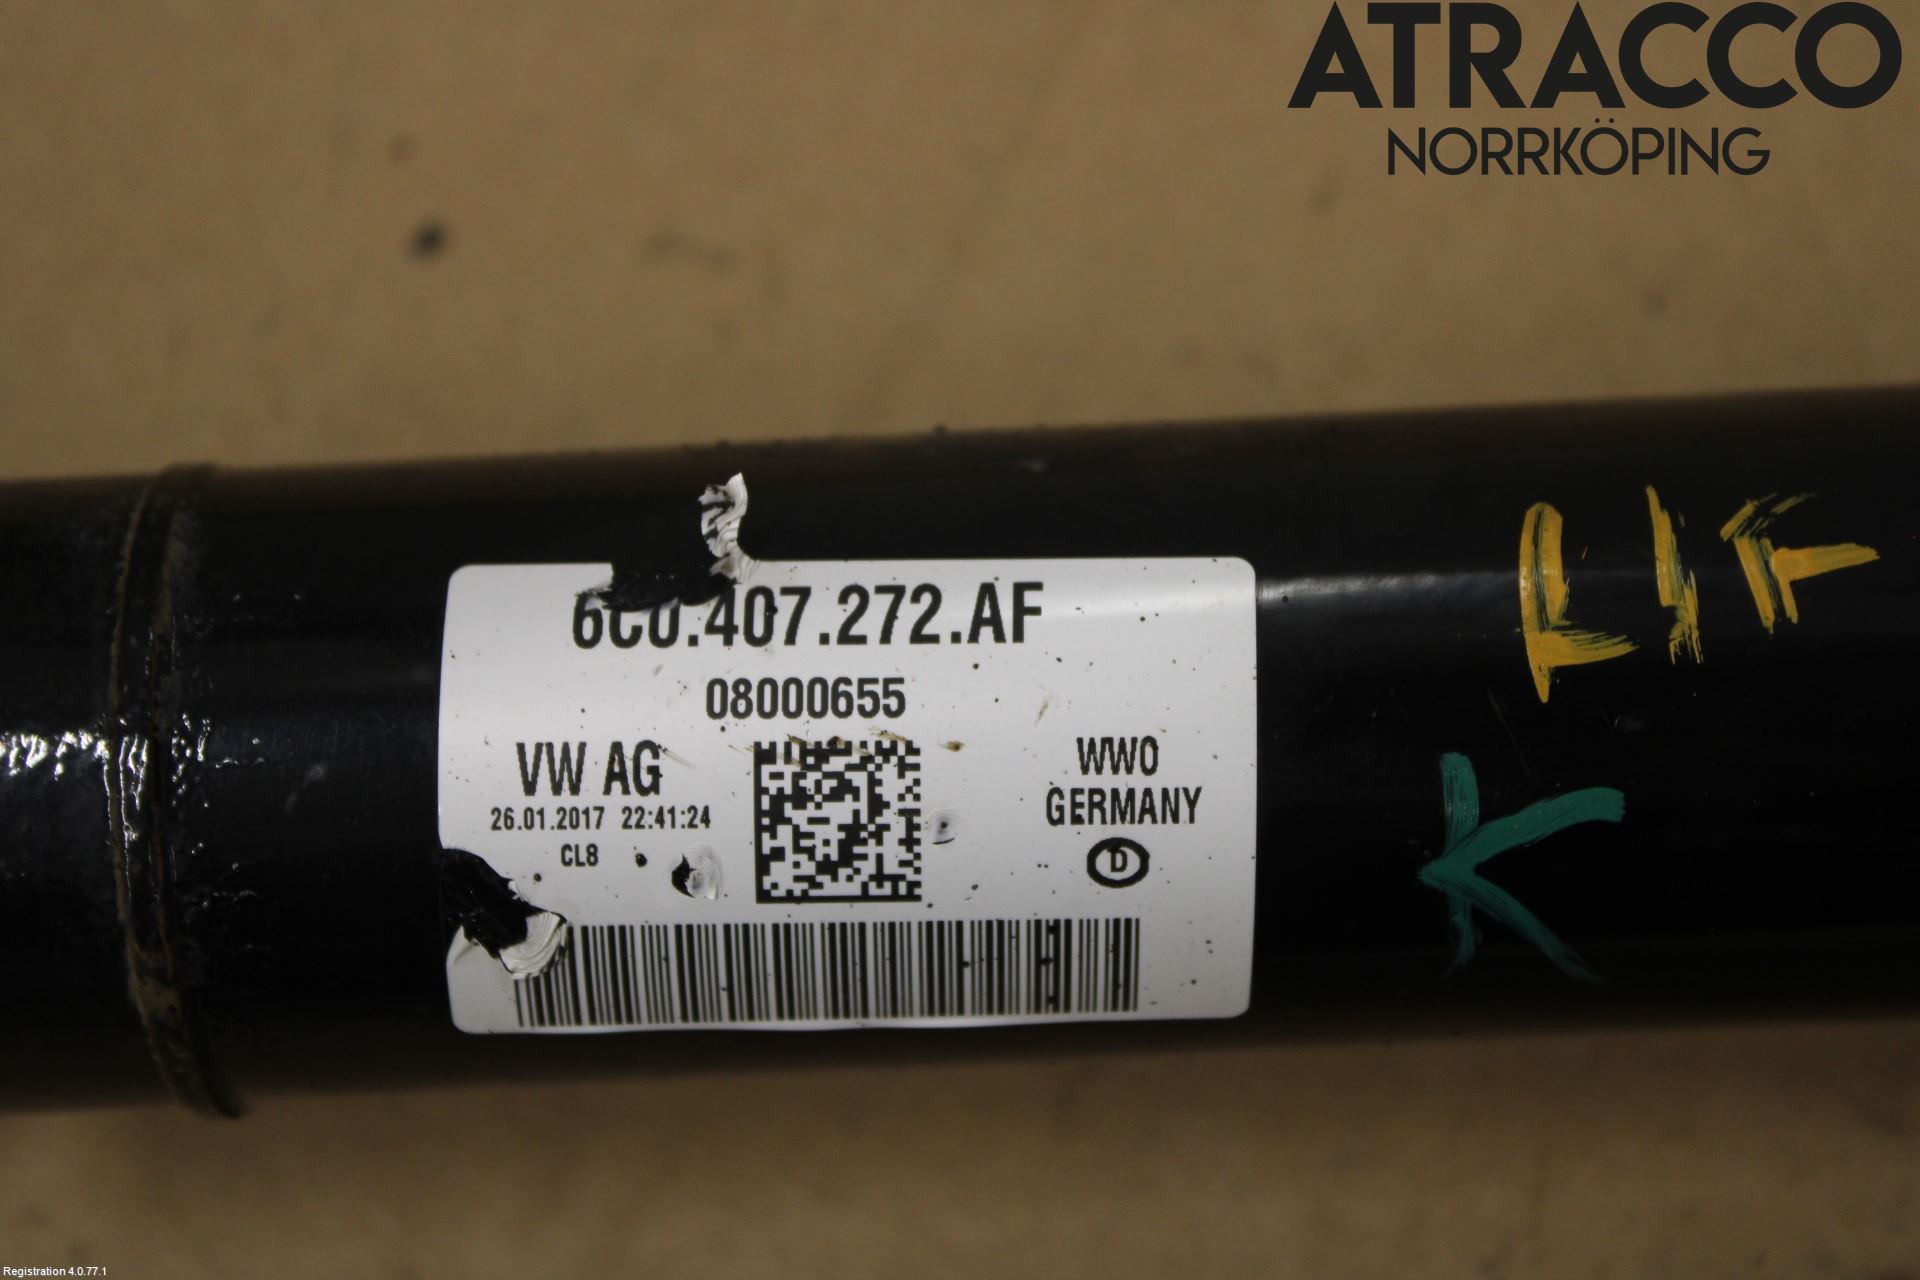 ATRACCO
NORRKÖPING
6C0.407.272.AF
08000655
VW AG
26.01.2017 22:41:24
CL8
WWO
GERMANY
D
LIF
K
Registration 4.0.77.1